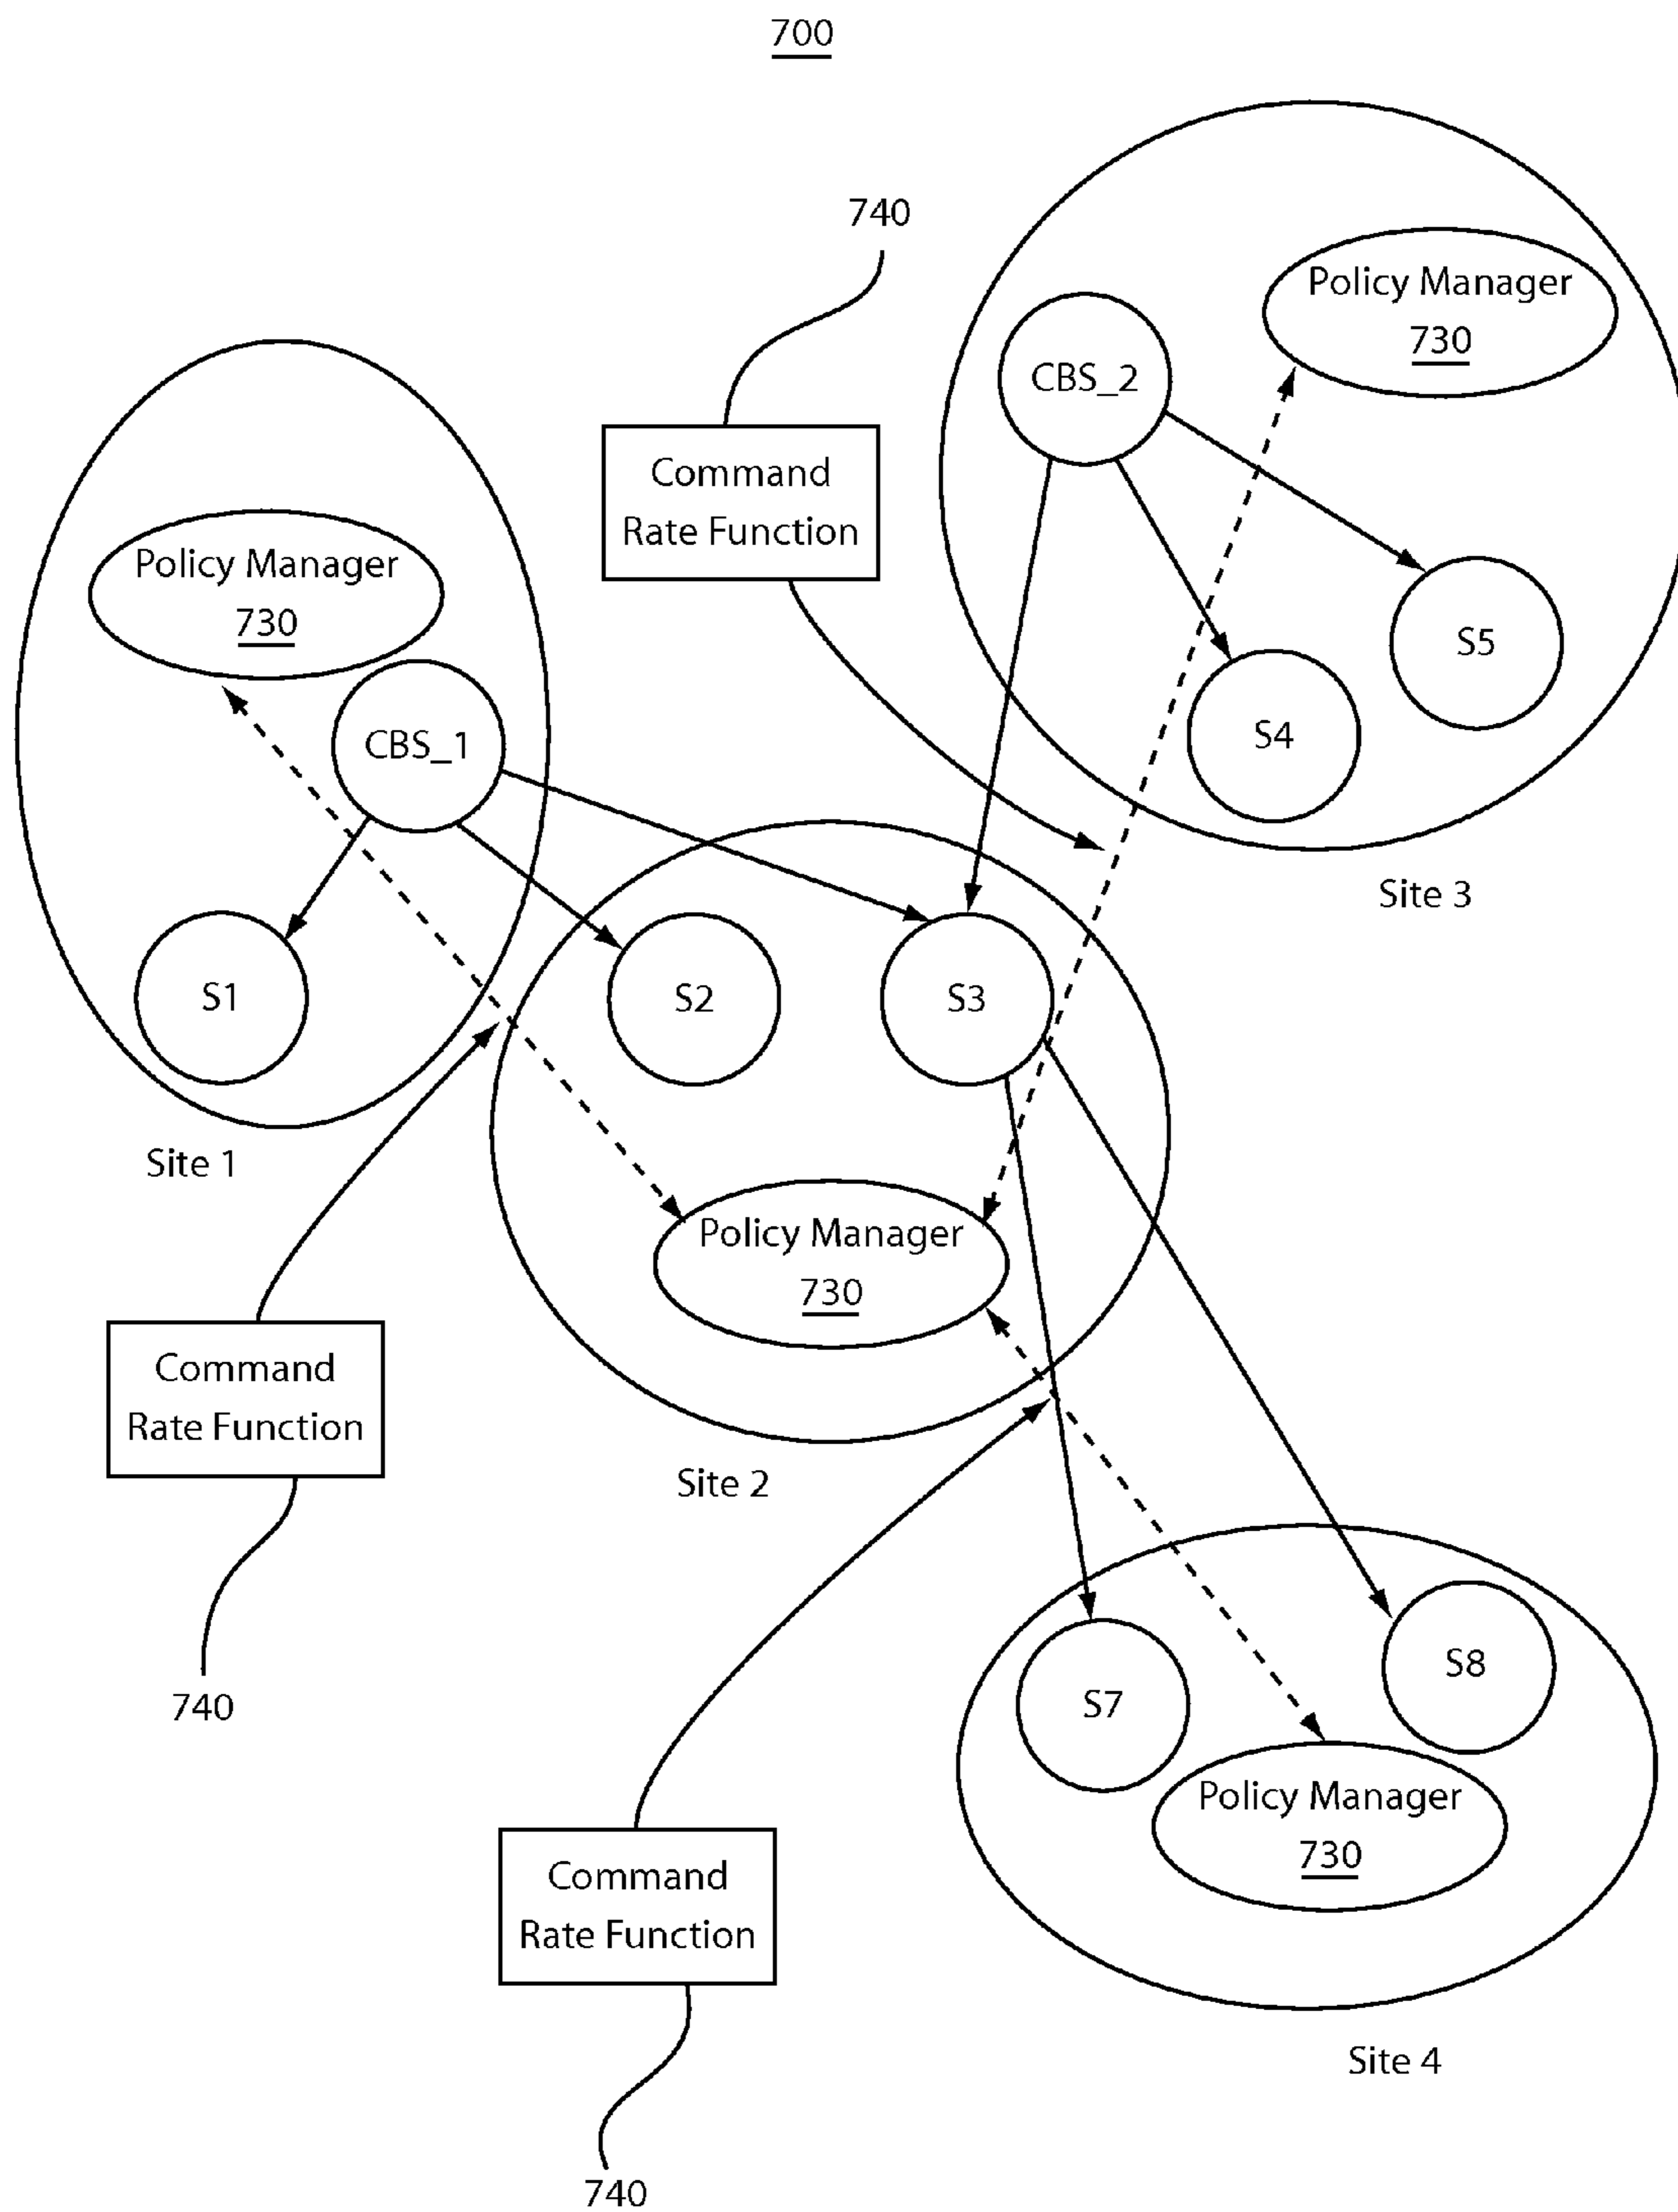 700
740
Policy Manager
730
CBS_2
Command
Rate Function
Policy Manager
730
S5
CBS_1
S4
Site 3
S1
S2
S3
Site 1
Policy Manager
730
Command
Rate Function
Site 2
740
S7
S8
Policy Manager
730
Command
Rate Function
Site 4
740